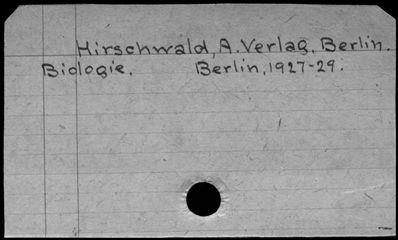 Hirschwald, A. Verlag, Berlin.
Biologie. Berlin, 1927-29.